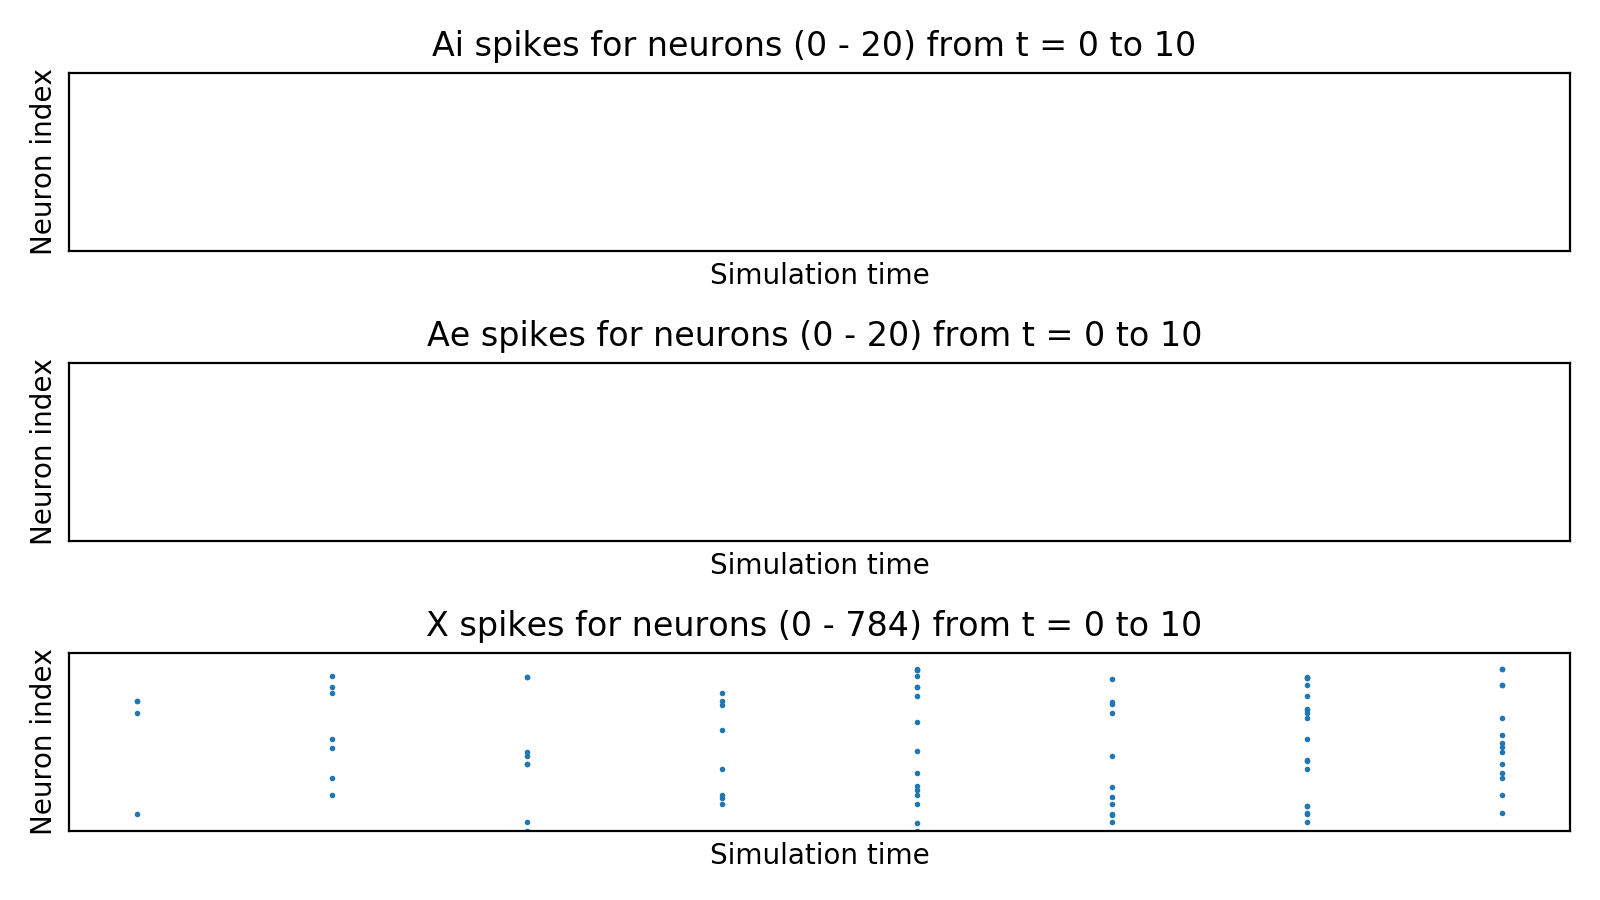 Ai spikes for neurons (0 - 20) from t = 0 to 10
Neuron index
Simulation time
Ae spikes for neurons (0 - 20) from t = 0 to 10
Neuron index
Simulation time
X spikes for neurons (0 - 784) from t = 0 to 10
Neuron index
Simulation time